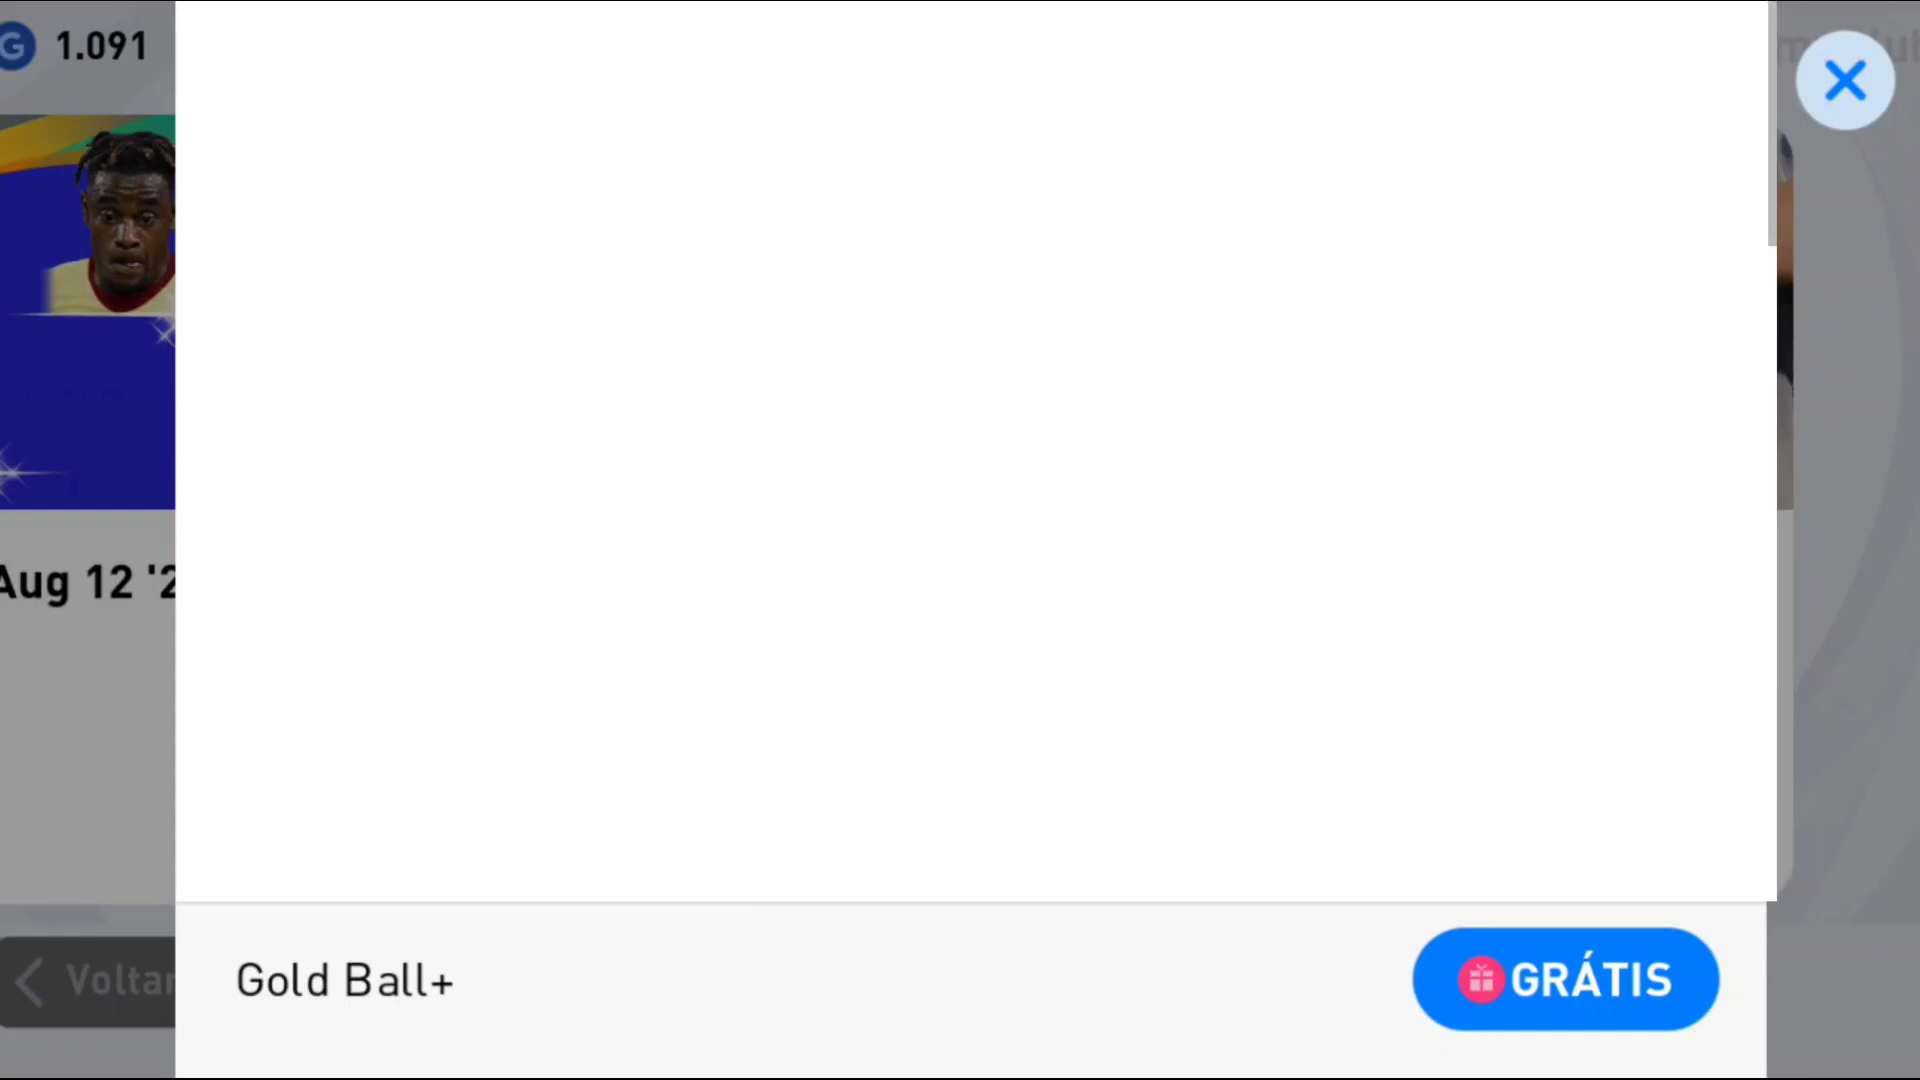 G 1.091
Aug 12 '2
Voltar
Gold Ball+
GRÁTIS